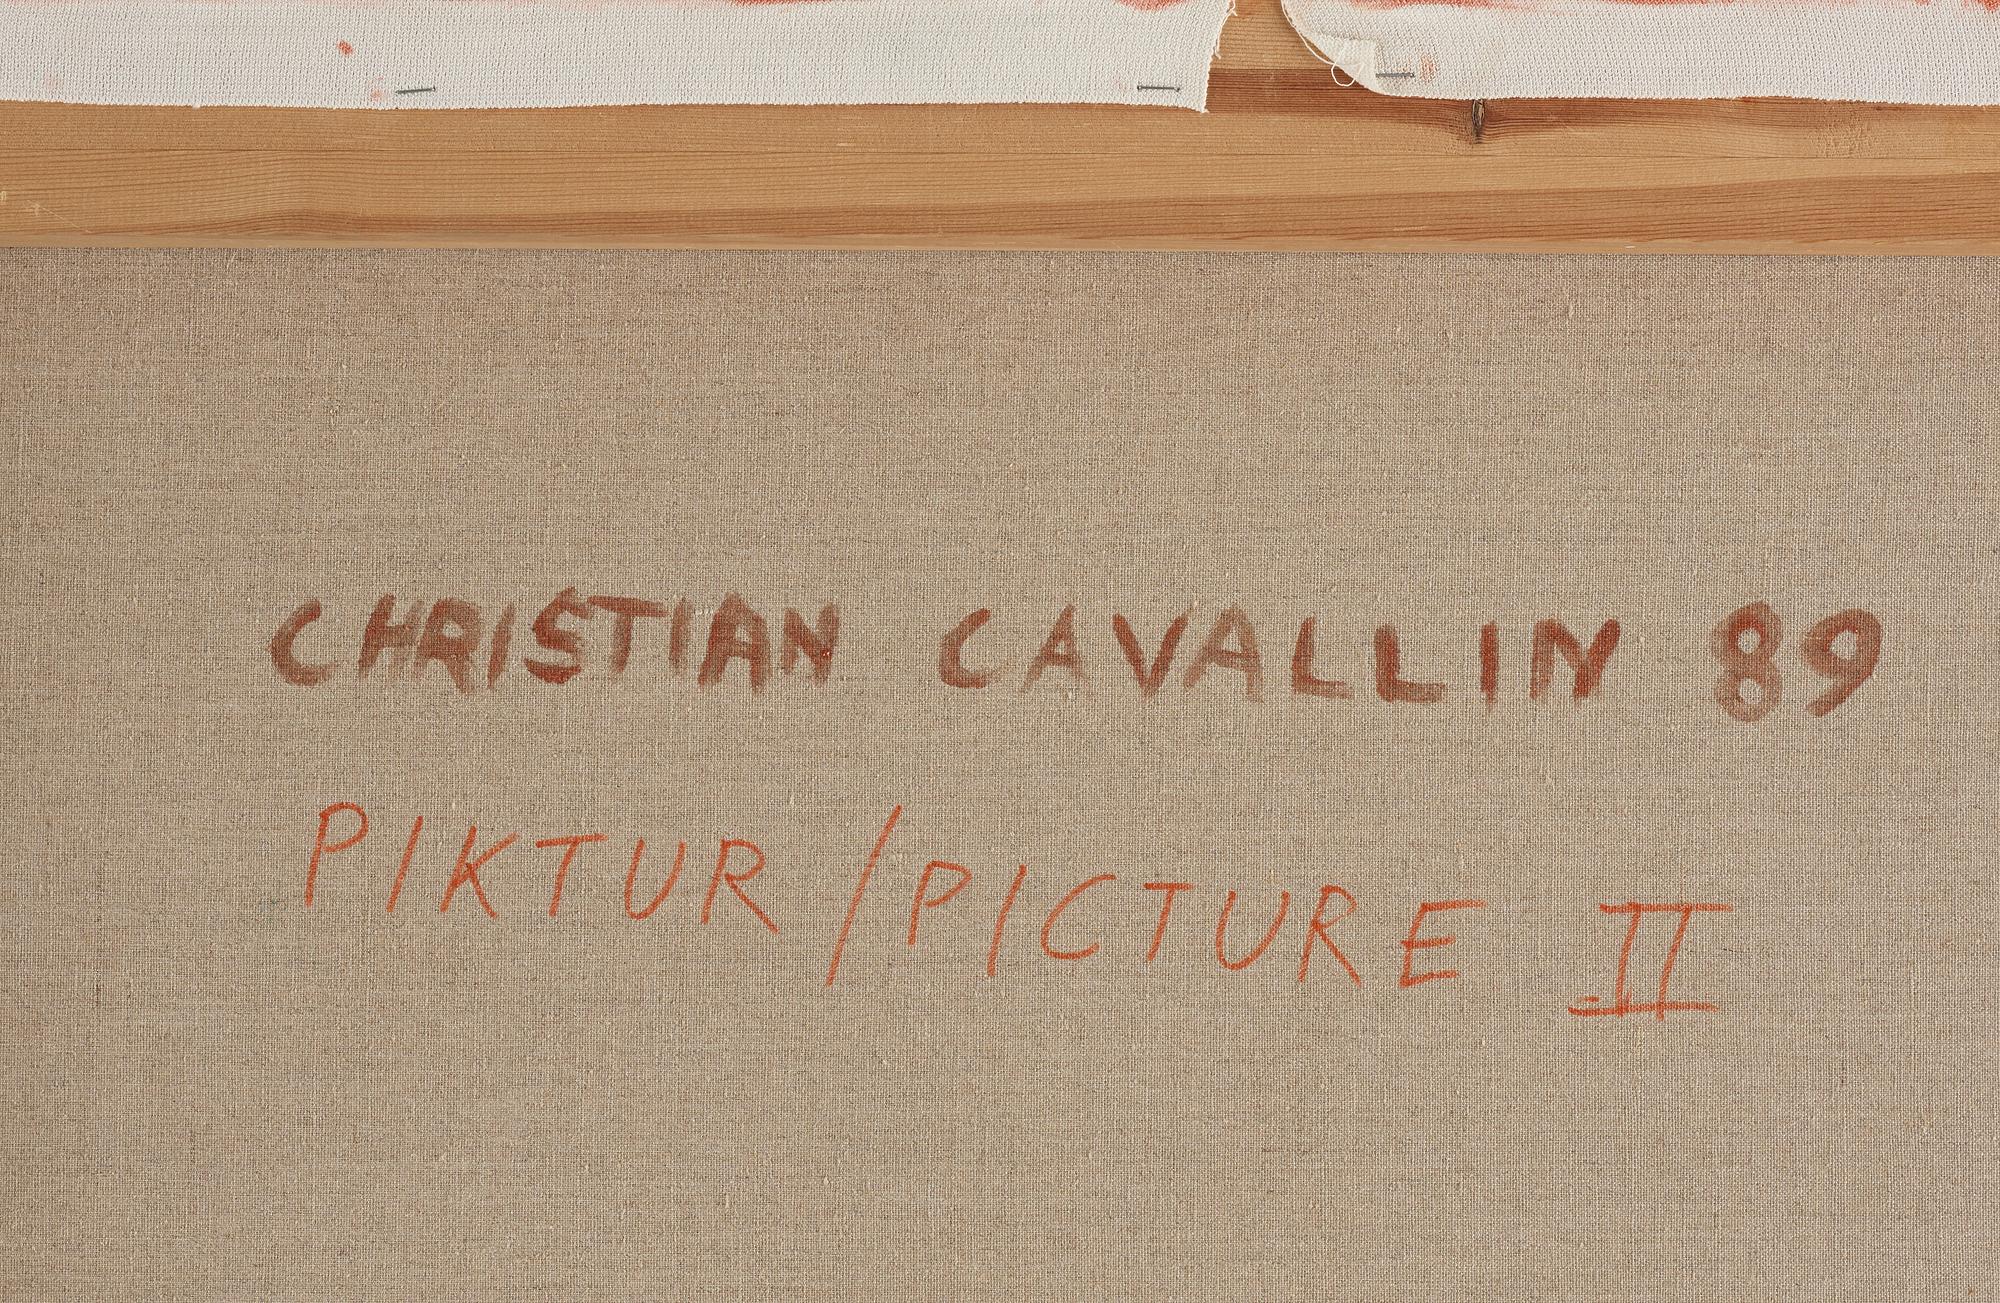 CHRISTIAN CAVALLIN 89
PIKTUR/PICTURE II